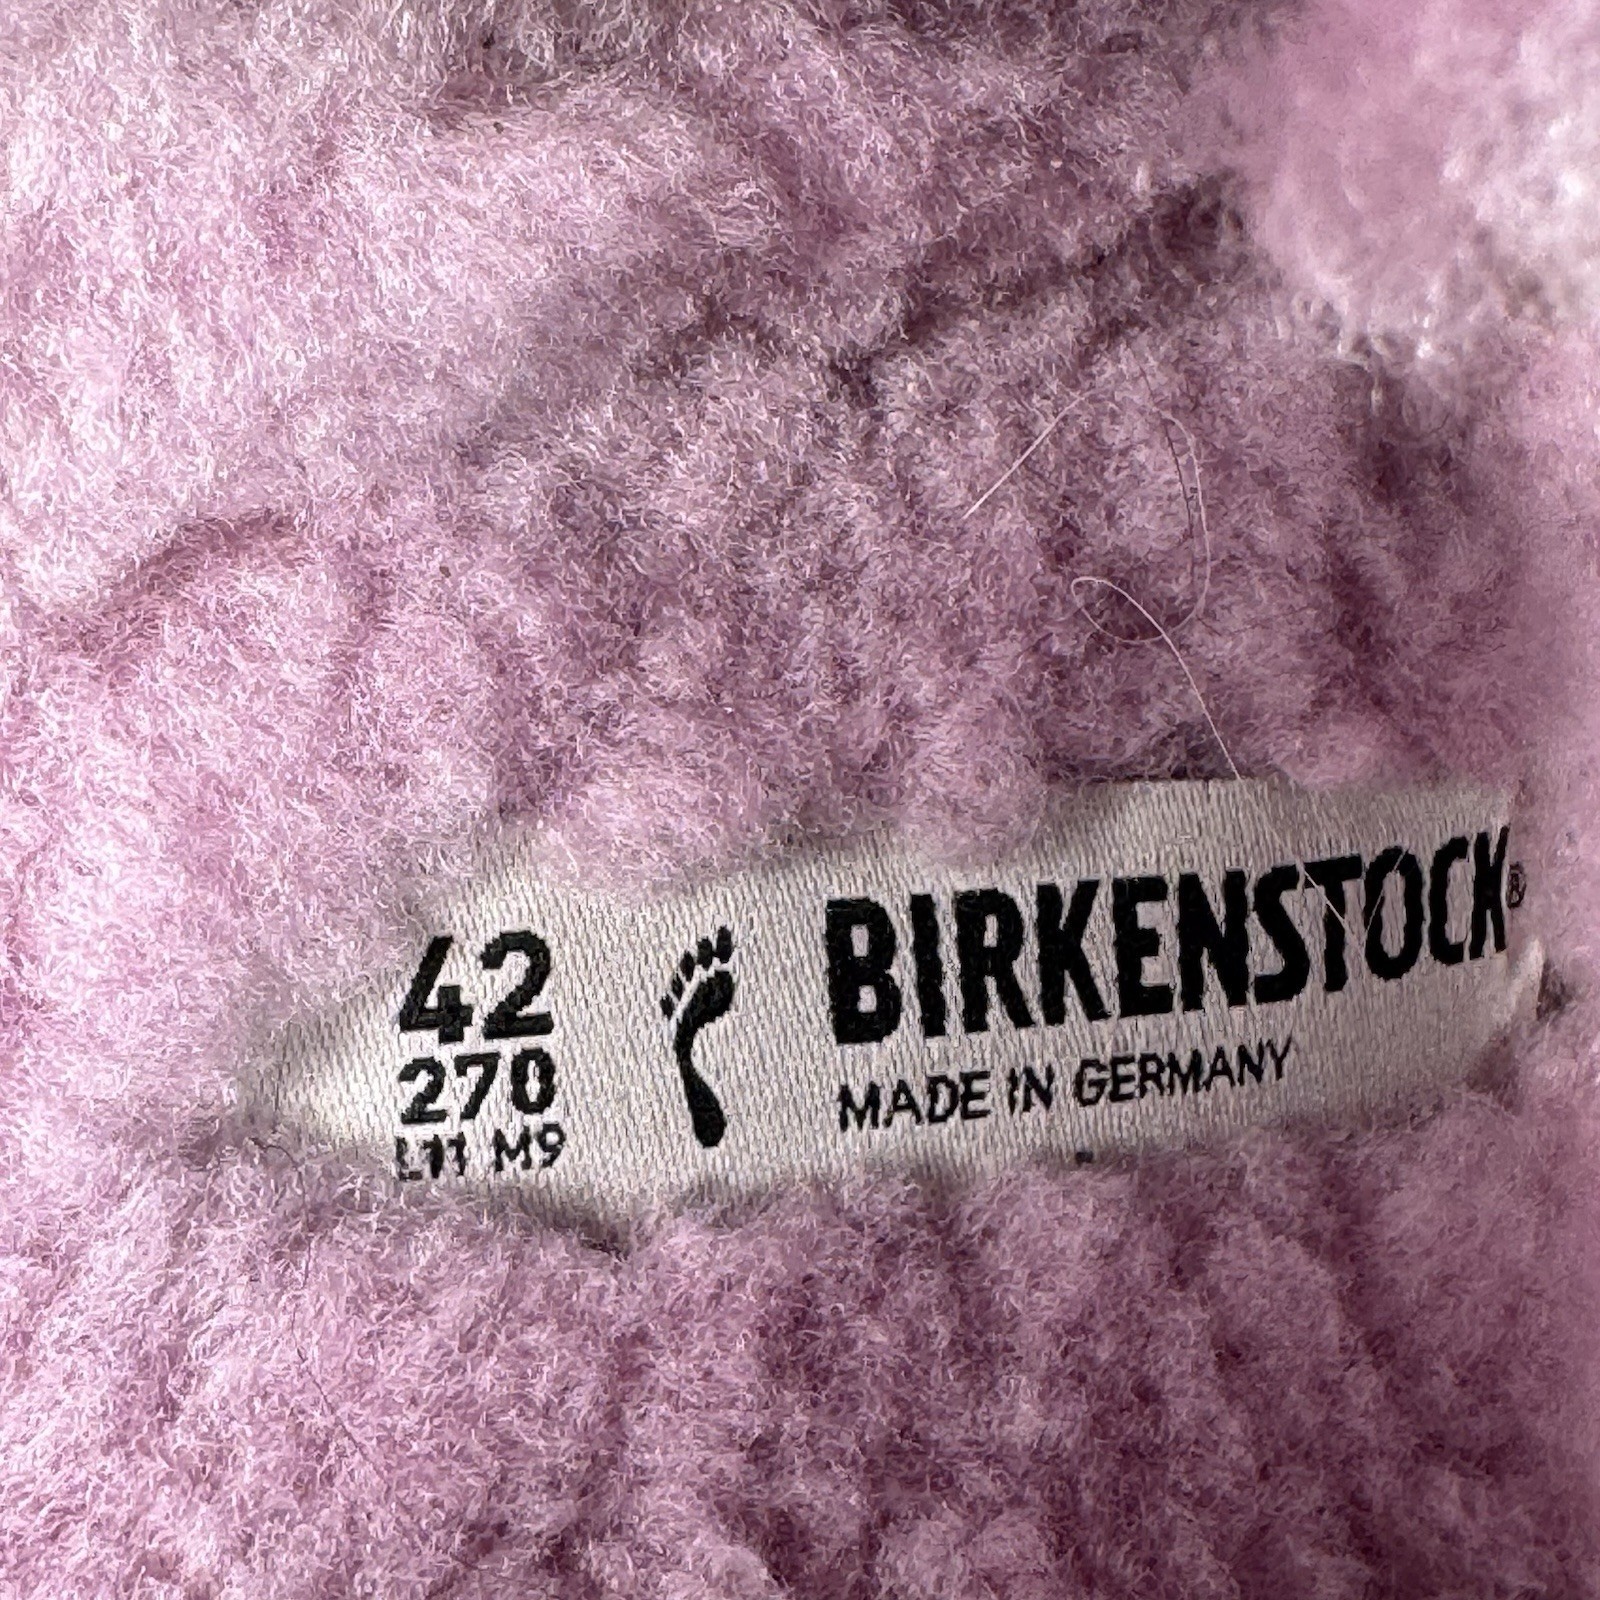 42
270
L11 M9
BIRKENSTOCK®
MADE IN GERMANY